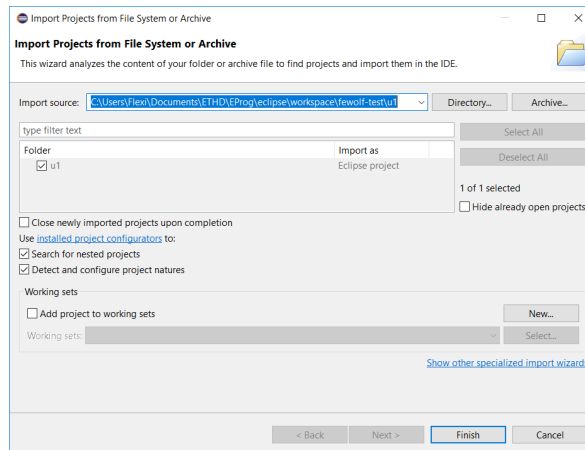 Import Projects from File System or Archive
Import Projects from File System or Archive
This wizard analyzes the content of your folder or archive file to find projects and import them in the IDE.
Import source: C:\Users\Flexi\Documents\ETHD\EProg\eclipse\workspace\fewolf-test\u1 Directory... Archive...
type filter text Select All
Folder Import as
u1 Eclipse project Deselect All
1 of 1 selected
Hide already open projects
Close newly imported projects upon completion
Use installed project configurators to:
Search for nested projects
Detect and configure project natures
Working sets
Add project to working sets New...
Working sets: Select...
Show other specialized import wizard
< Back Next > Finish Cancel